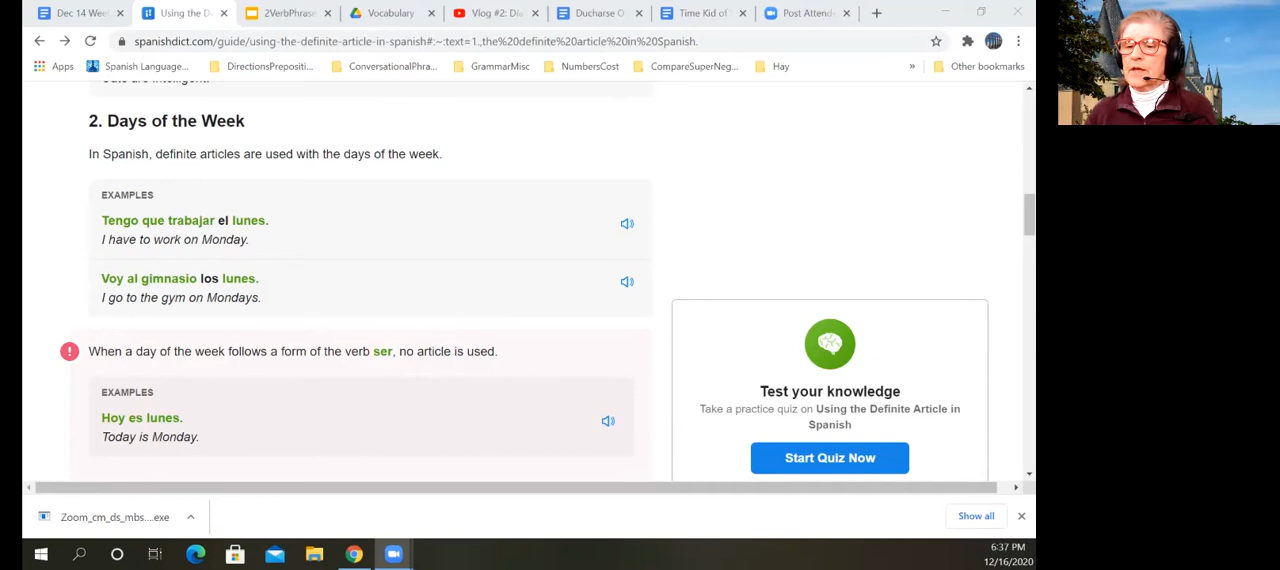 Dec 14 Week
Using the D
2VerbPhrase
Vocabulary
Vlog #2: Día
Ducharse O
Time Kid of
Post Attende
spanishdict.com/guide/using-the-definite-article-in-spanish#:~:text=1.,the%20definite%20article%20in%20Spanish.
Apps
Spanish Language...
DirectionsPrepositi...
ConversationalPhra...
GrammarMisc
NumbersCost
CompareSuperNeg...
Hay
»
Other bookmarks
2. Days of the Week
In Spanish, definite articles are used with the days of the week.
EXAMPLES
Tengo que trabajar el lunes.
I have to work on Monday.
Voy al gimnasio los lunes.
I go to the gym on Mondays.
When a day of the week follows a form of the verb ser, no article is used.
EXAMPLES
Hoy es lunes.
Today is Monday.
Test your knowledge
Take a practice quiz on Using the Definite Article in
Spanish
Start Quiz Now
Zoom_cm_ds_mbs....exe
Show all
6:37 PM
12/16/2020